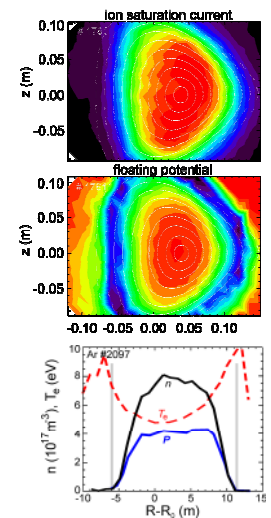 ion saturation current
0.10
0.05
z (m)
0.00
-0.05
floating potential
0.10
0.05
z (m)
0.00
-0.05
-0.10 -0.05 0.00 0.05 0.10
Ar #2097
10
8
6
4
2
0
n (10¹⁷m⁻³), Tₑ (eV)
n
Tₑ
P
-10 -5 0 5 10 15
R-R₀ (m)